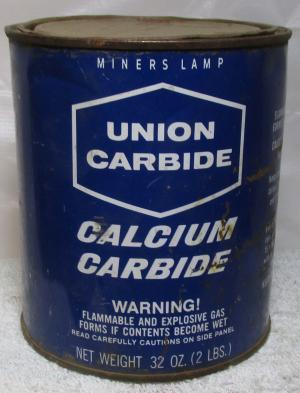 MINERS LAMP
UNION
CARBIDE
CALCIUM
CARBIDE
WARNING!
FLAMMABLE AND EXPLOSIVE GAS
FORMS IF CONTENTS BECOME WET
READ CAREFULLY CAUTIONS ON SIDE PANEL
NET WEIGHT 32 OZ. (2 LBS.)